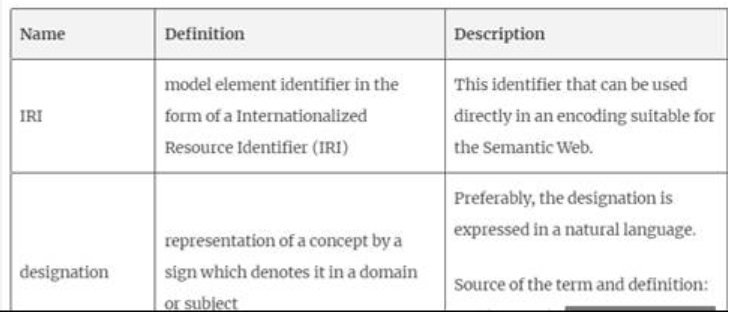 Name Definition Description
model element identifier in the
form of a Internationalized
Resource Identifier (IRI)
IRI
This identifier that can be used
directly in an encoding suitable for
the Semantic Web.
designation
representation of a concept by a
sign which denotes it in a domain
or subject
Preferably, the designation is
expressed in a natural language.
Source of the term and definition: